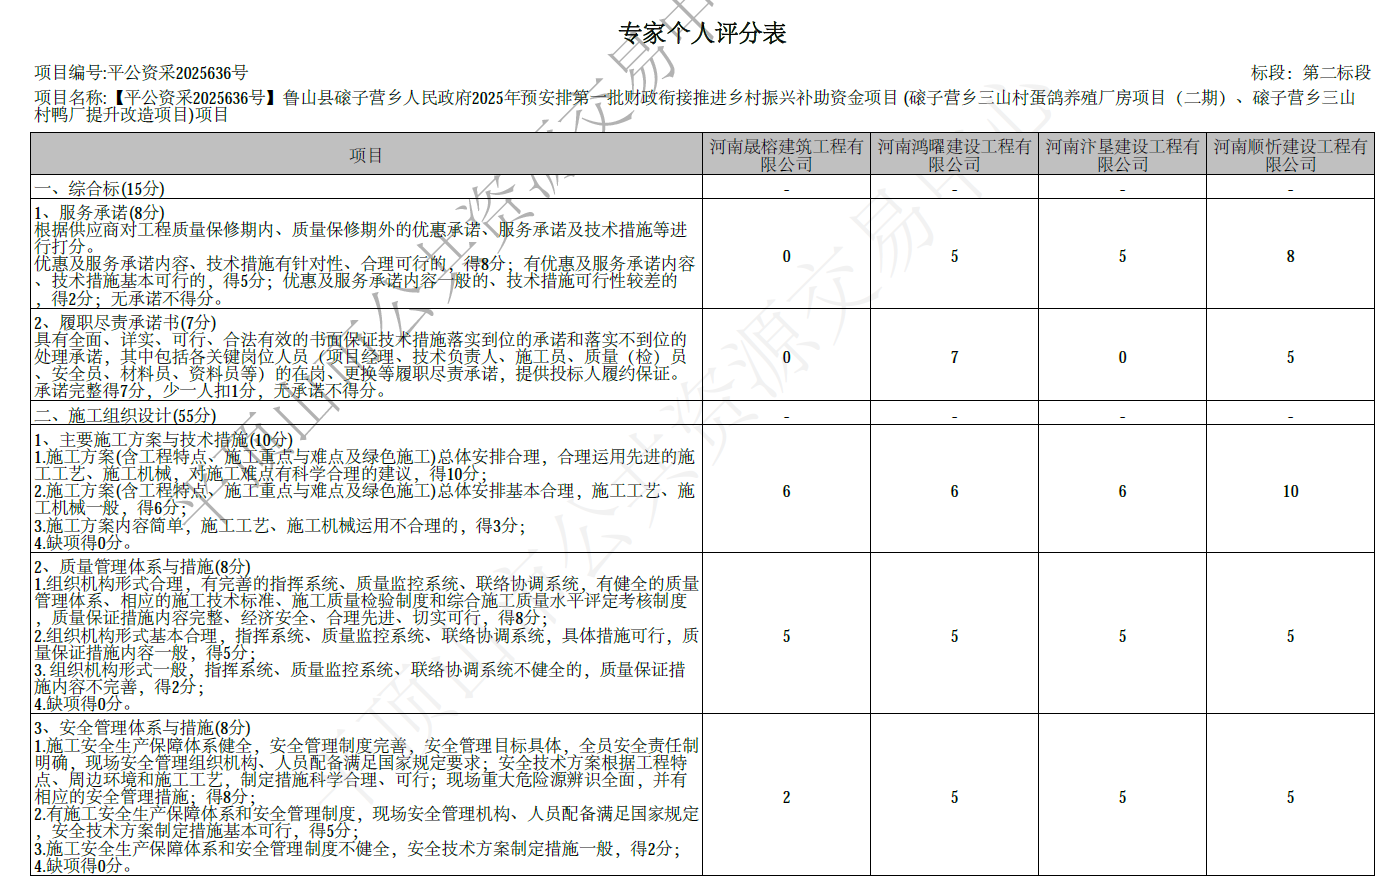 专家个人评分表
项目编号:平公资采2025636号
标段：第二标段
项目名称:【平公资采2025636号】鲁山县磙子营乡人民政府2025年预安排第一批财政衔接推进乡村振兴补助资金项目 (磙子营乡三山村蛋鸽养殖厂房项目（二期）、磙子营乡三山
村鸭厂提升改造项目)项目
项目
河南晟榕建筑工程有
限公司
河南鸿曜建设工程有
限公司
河南汴垦建设工程有
限公司
河南顺忻建设工程有
限公司
一、综合标(15分)
- - - -
1、服务承诺(8分)
根据供应商对工程质量保修期内、质量保修期外的优惠承诺、服务承诺及技术措施等进
行打分。
优惠及服务承诺内容、技术措施有针对性、合理可行的，得8分；有优惠及服务承诺内容
、技术措施基本可行的，得5分；优惠及服务承诺内容一般的、技术措施可行性较差的
，得2分；无承诺不得分。
0 5 5 8
2、履职尽责承诺书(7分)
具有全面、详实、可行、合法有效的书面保证技术措施落实到位的承诺和落实不到位的
处理承诺，其中包括各关键岗位人员（项目经理、技术负责人、施工员、质量（检）员
、安全员、材料员、资料员等）的在岗、更换等履职尽责承诺，提供投标人履约保证。
承诺完整得7分，少一人扣1分，无承诺不得分。
0 7 0 5
二、施工组织设计(55分)
- - - -
1、主要施工方案与技术措施(10分)
1.施工方案(含工程特点、施工重点与难点及绿色施工)总体安排合理，合理运用先进的施
工工艺、施工机械，对施工难点有科学合理的建议，得10分；
2.施工方案(含工程特点、施工重点与难点及绿色施工)总体安排基本合理，施工工艺、施
工机械一般，得6分；
3.施工方案内容简单，施工工艺、施工机械运用不合理的，得3分；
4.缺项得0分。
6 6 6 10
2、质量管理体系与措施(8分)
1.组织机构形式合理，有完善的指挥系统、质量监控系统、联络协调系统，有健全的质量
管理体系、相应的施工技术标准、施工质量检验制度和综合施工质量水平评定考核制度
，质量保证措施内容完整、经济安全、合理先进、切实可行，得8分；
2.组织机构形式基本合理，指挥系统、质量监控系统、联络协调系统，具体措施可行，质
量保证措施内容一般，得5分；
3. 组织机构形式一般，指挥系统、质量监控系统、联络协调系统不健全的，质量保证措
施内容不完善，得2分；
4.缺项得0分。
5 5 5 5
3、安全管理体系与措施(8分)
1.施工安全生产保障体系健全，安全管理制度完善，安全管理目标具体，全员安全责任制
明确，现场安全管理组织机构、人员配备满足国家规定要求；安全技术方案根据工程特
点、周边环境和施工工艺，制定措施科学合理、可行；现场重大危险源辨识全面，并有
相应的安全管理措施；得8分；
2.有施工安全生产保障体系和安全管理制度，现场安全管理机构、人员配备满足国家规定
，安全技术方案制定措施基本可行，得5分；
3.施工安全生产保障体系和安全管理制度不健全，安全技术方案制定措施一般，得2分；
4.缺项得0分。
2 5 5 5
平顶山市公共资源交易中
平顶山市公共资源交易中心